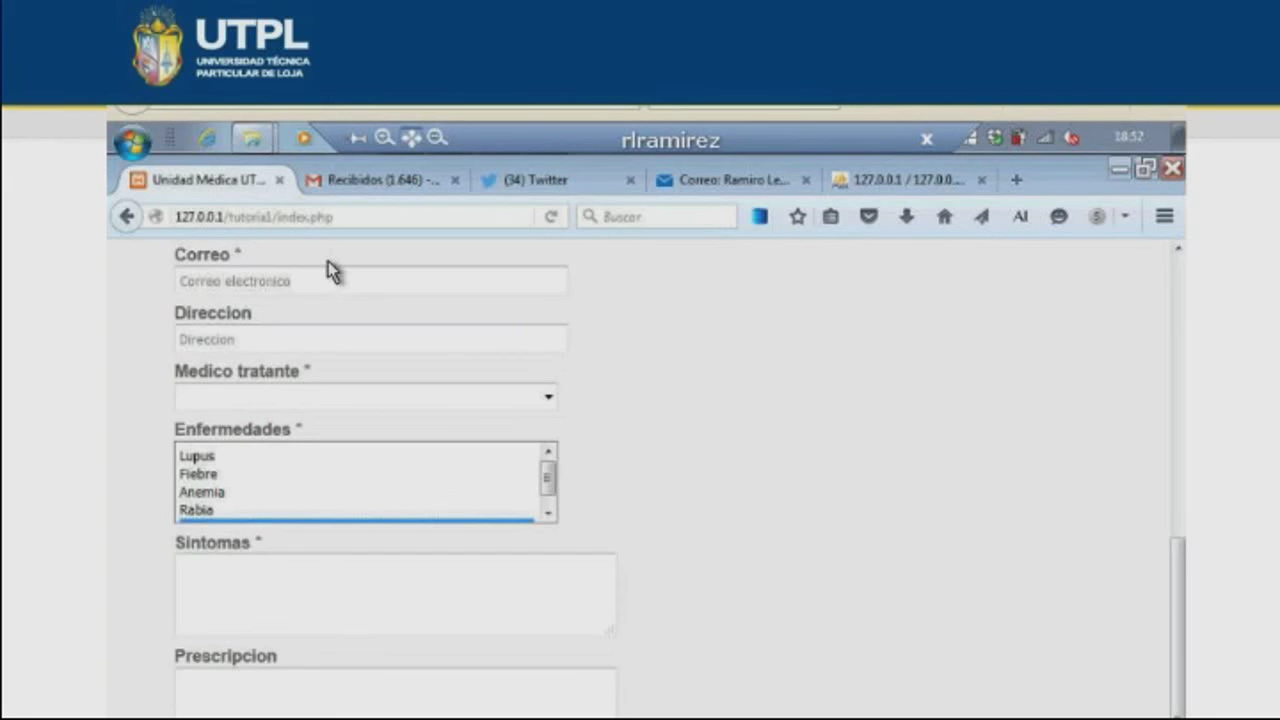 UTPL
UNIVERSIDAD TÉCNICA
PARTICULAR DE LOJA
rlramirez
18:52
Unidad Médica UT...
Recibidos (1.646) -...
(34) Twitter
Correo: Ramiro Le...
127.0.0.1 / 127.0.0....
127.0.0.1/tutorial/index.php
Buscar
AI
Correo *
Correo electronico
Direccion
Direccion
Medico tratante *
Enfermedades *
Lupus
Fiebre
Anemia
Rabia
Sintomas *
Prescripcion